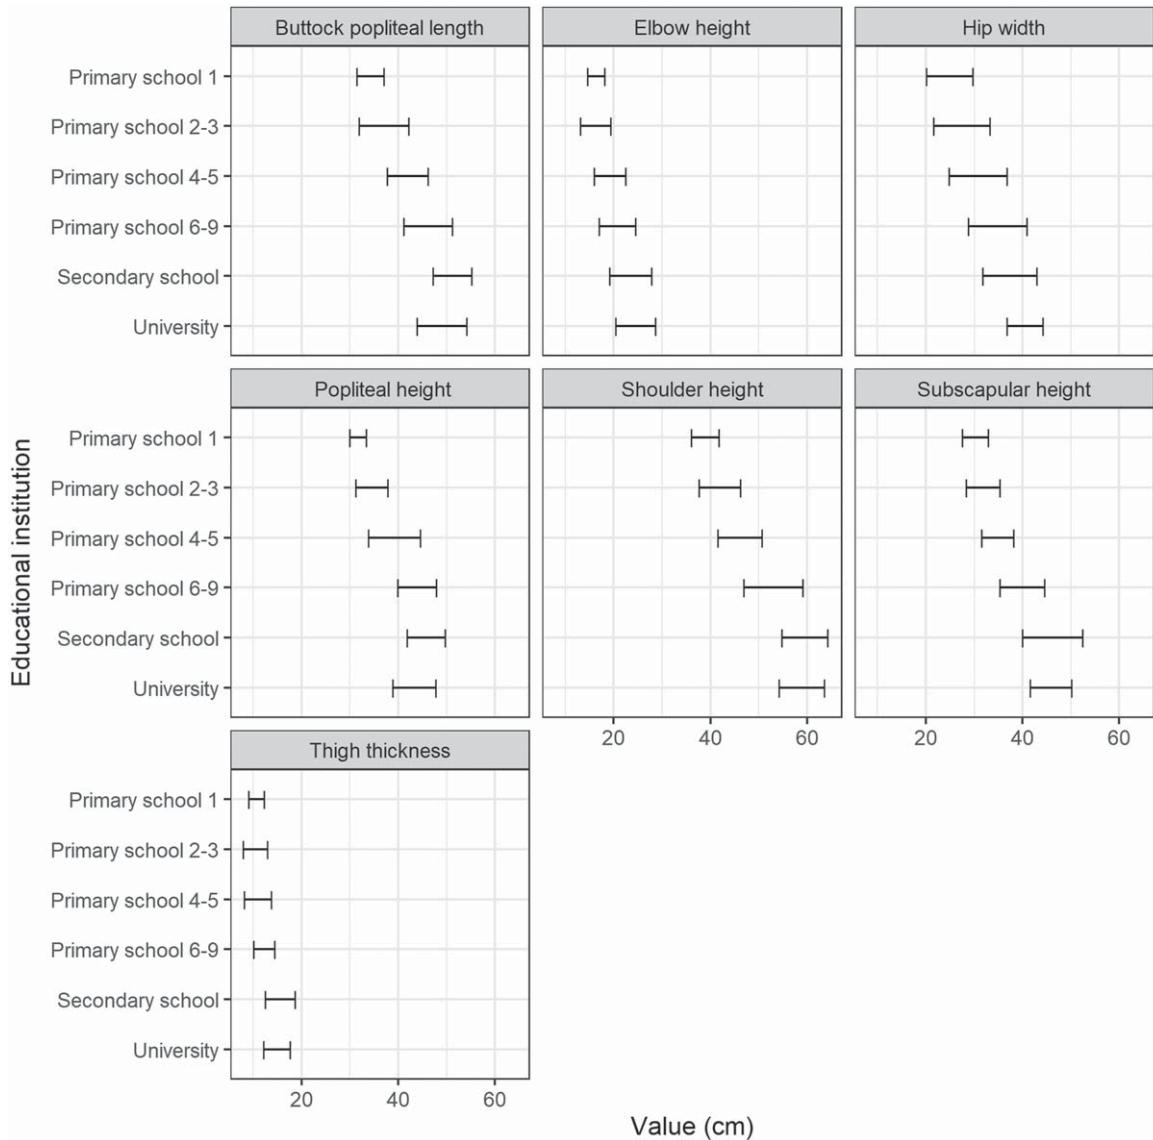 Buttock popliteal length Elbow height Hip width
Primary school 1
Primary school 2-3
Primary school 4-5
Primary school 6-9
Secondary school
University
Popliteal height Shoulder height Subscapular height
Primary school 1
Primary school 2-3
Primary school 4-5
Primary school 6-9
Secondary school
University
20 40 60 20 40 60
Thigh thickness
Primary school 1
Primary school 2-3
Primary school 4-5
Primary school 6-9
Secondary school
University
20 40 60
Educational institution
Value (cm)